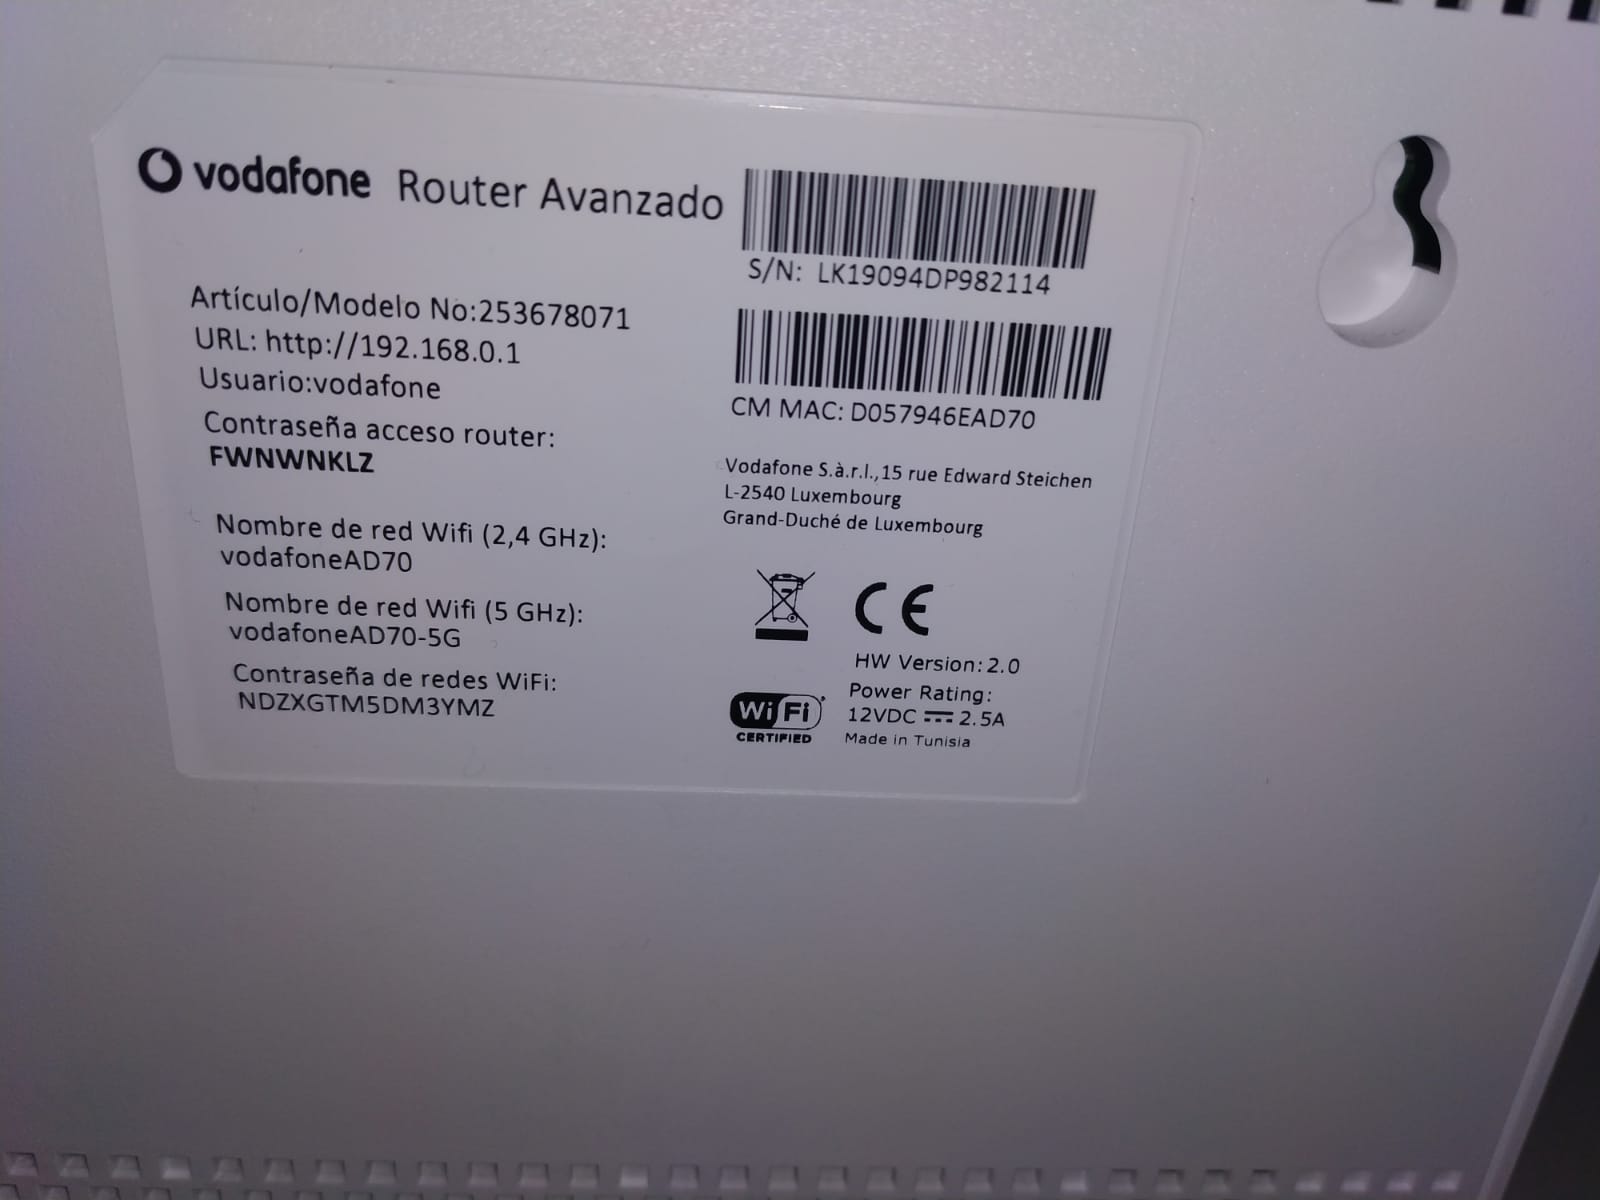 vodafone Router Avanzado
Artículo/Modelo No:253678071
URL: http://192.168.0.1
Usuario:vodafone
Contraseña acceso router:
FWNWNKLZ
Nombre de red Wifi (2,4 GHz):
vodafoneAD70
Nombre de red Wifi (5 GHz):
vodafoneAD70-5G
Contraseña de redes WiFi:
NDZXGTM5DM3YMZ
S/N: LK19094DP982114
CM MAC: D057946EAD70
Vodafone S.à.r.l.,15 rue Edward Steichen
L-2540 Luxembourg
Grand-Duché de Luxembourg
CE
HW Version: 2.0
Power Rating:
12VDC ⎓ 2.5A
Made in Tunisia
WiFi
CERTIFIED